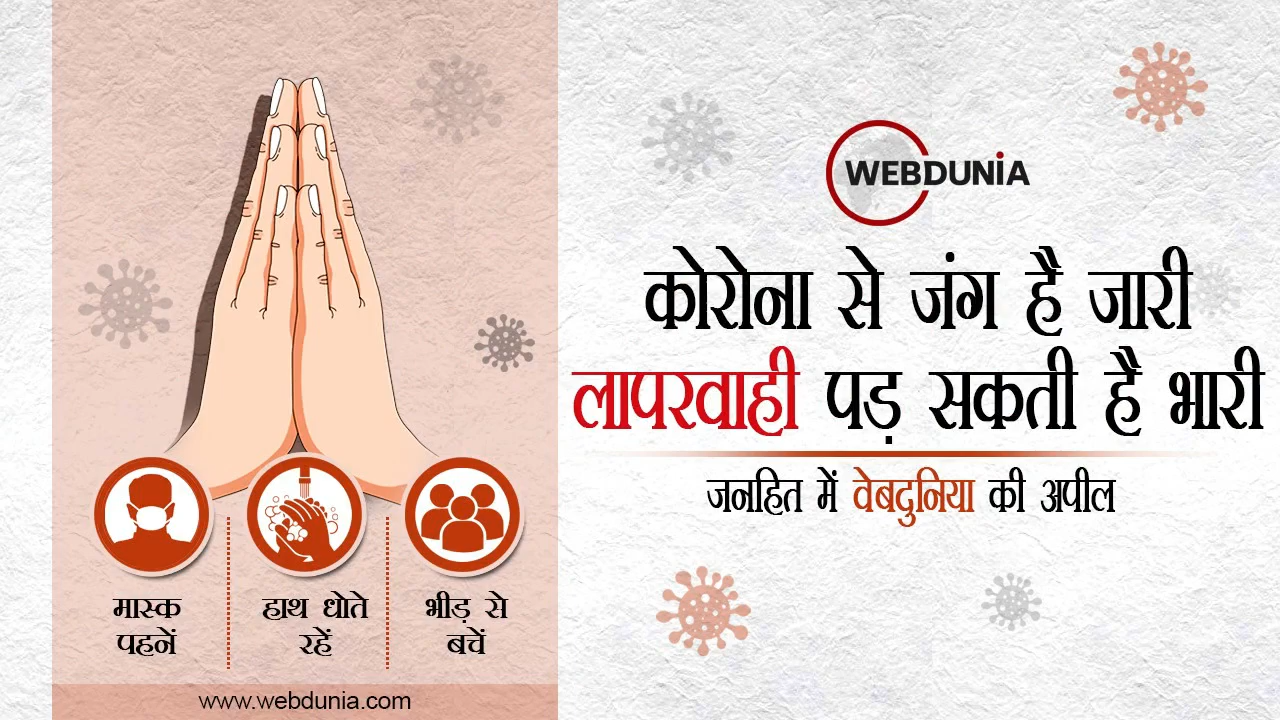 WEBDUNIA
कोरोना से जंग है जारी
लापरवाही पड़ सकती है भारी
जनहित में वेबदुनिया की अपील
मास्क
पहनें
हाथ धोते
रहें
भीड़ से
बचें
www.webdunia.com